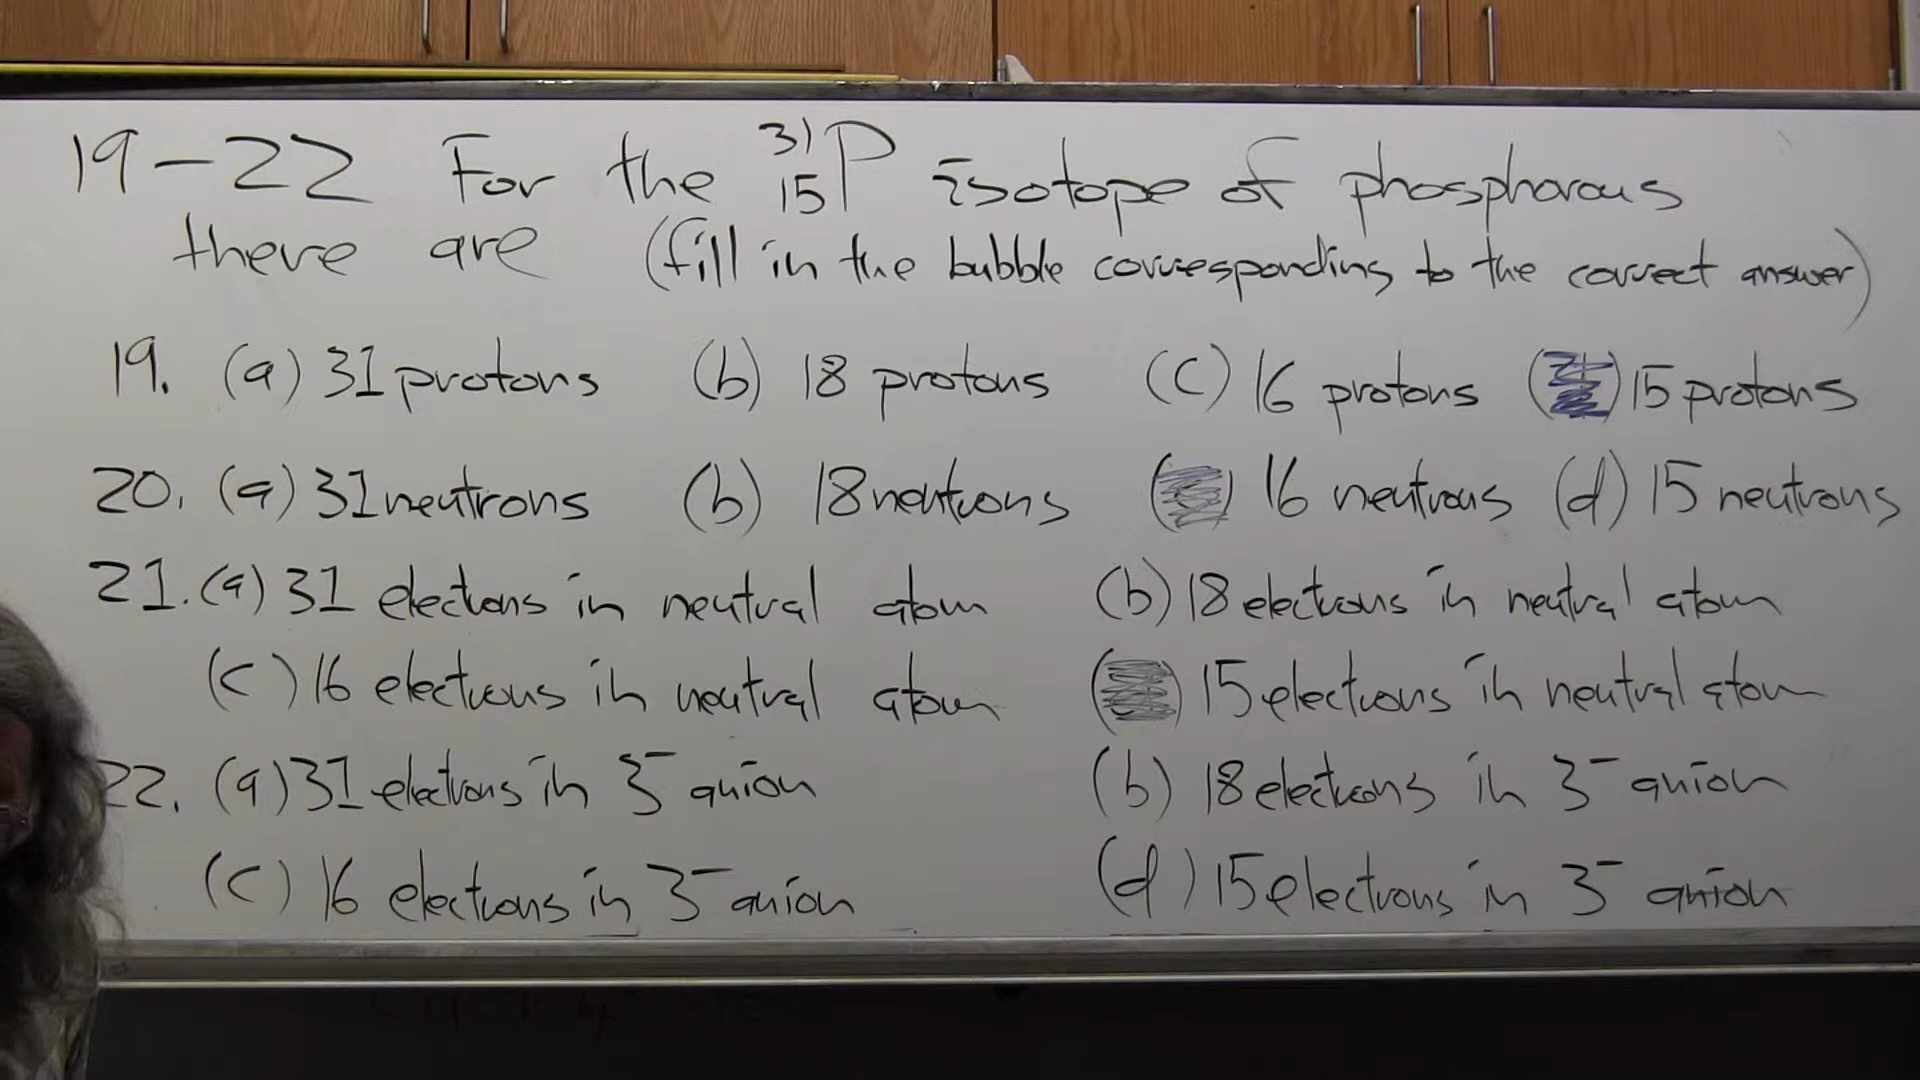 19-22 For the ³¹₁₅P isotope of phosphorous
there are (fill in the bubble corresponding to the correct answer)
19. (a) 31 protons (b) 18 protons (c) 16 protons ( ) 15 protons
20. (a) 31 neutrons (b) 18 neutrons ( ) 16 neutrons (d) 15 neutrons
21. (a) 31 electrons in neutral atom (b) 18 electrons in neutral atom
(c) 16 electrons in neutral atom ( ) 15 electrons in neutral atom
22. (a) 31 electrons in 3⁻ anion (b) 18 electrons in 3⁻ anion
(c) 16 electrons in 3⁻ anion (d) 15 electrons in 3⁻ anion